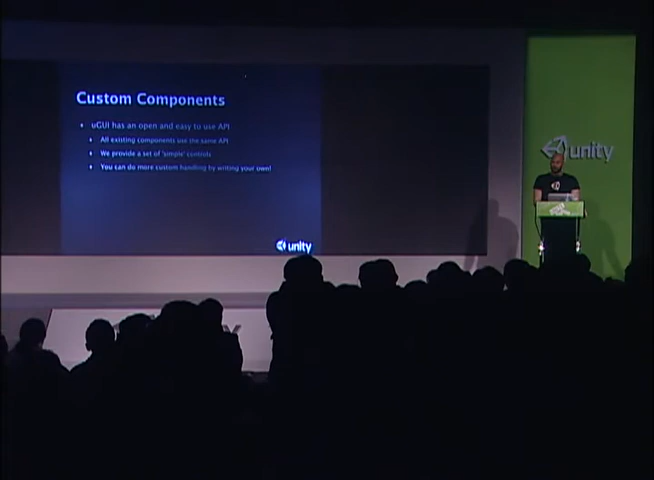 Custom Components
• uGUI has an open and easy to use API
• All existing components use the same API
• We provide a set of 'simple' controls
• You can do more custom handling by writing your own!
unity
unity